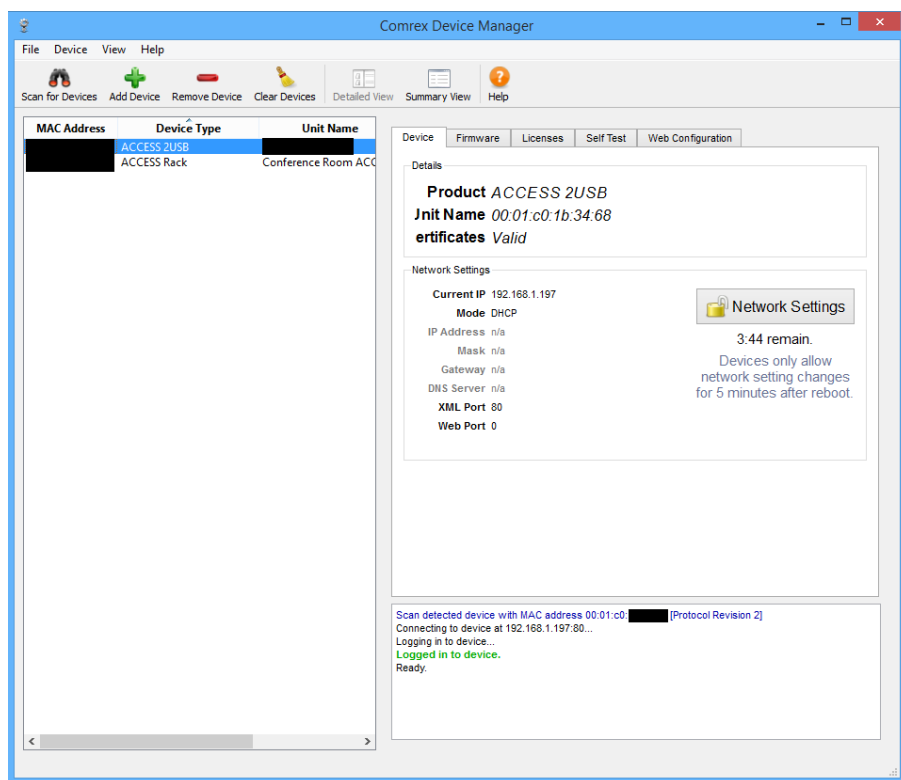 Comrex Device Manager
File Device View Help
Scan for Devices Add Device Remove Device Clear Devices Detailed View Summary View Help
MAC Address Device Type Unit Name
ACCESS 2USB
ACCESS Rack Conference Room ACC
Device Firmware Licenses Self Test Web Configuration
Details
Product ACCESS 2USB
Jnit Name 00:01:c0:1b:34:68
ertificates Valid
Network Settings
Current IP 192.168.1.197
Mode DHCP
IP Address n/a
Mask n/a
Gateway n/a
DNS Server n/a
XML Port 80
Web Port 0
Network Settings
3:44 remain.
Devices only allow
network setting changes
for 5 minutes after reboot.
Scan detected device with MAC address 00:01:c0: [Protocol Revision 2]
Connecting to device at 192.168.1.197:80...
Logging in to device...
Logged in to device.
Ready.